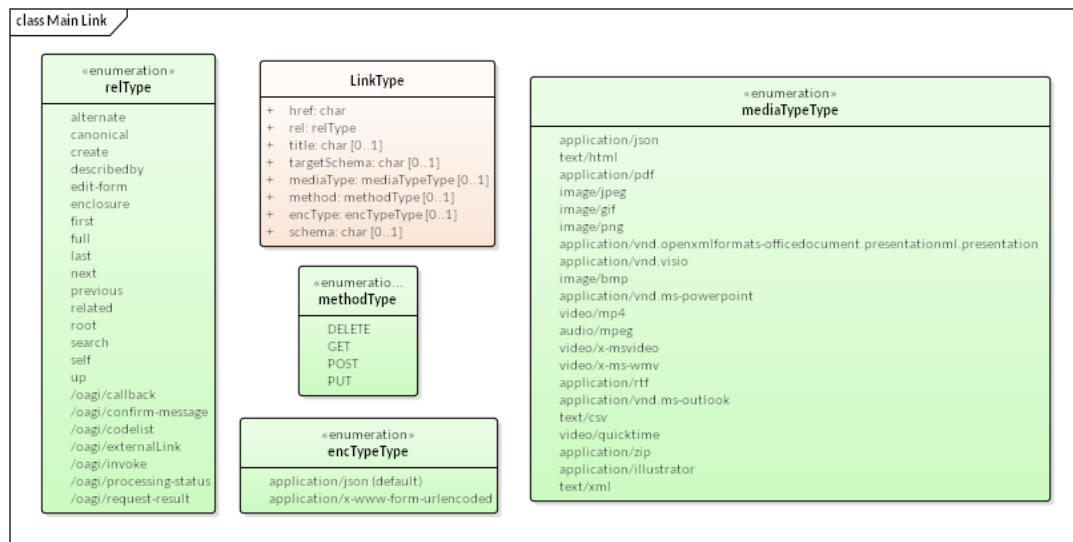 class Main Link
«enumeration»
relType
alternate
canonical
create
describedby
edit-form
enclosure
first
full
last
next
previous
related
root
search
self
up
/oagi/callback
/oagi/confirm-message
/oagi/codelist
/oagi/externalLink
/oagi/invoke
/oagi/processing-status
/oagi/request-result
LinkType
+ href: char
+ rel: relType
+ title: char [0..1]
+ targetSchema: char [0..1]
+ mediaType: mediaTypeType [0..1]
+ method: methodType [0..1]
+ encType: encTypeType [0..1]
+ schema: char [0..1]
«enumeratio...
methodType
DELETE
GET
POST
PUT
«enumeration»
encTypeType
application/json (default)
application/x-www-form-urlencoded
«enumeration»
mediaTypeType
application/json
text/html
application/pdf
image/jpeg
image/gif
image/png
application/vnd.openxmlformats-officedocument.presentationml.presentation
application/vnd.visio
image/bmp
application/vnd.ms-powerpoint
video/mp4
audio/mpeg
video/x-msvideo
video/x-ms-wmv
application/rtf
application/vnd.ms-outlook
text/csv
video/quicktime
application/zip
application/illustrator
text/xml